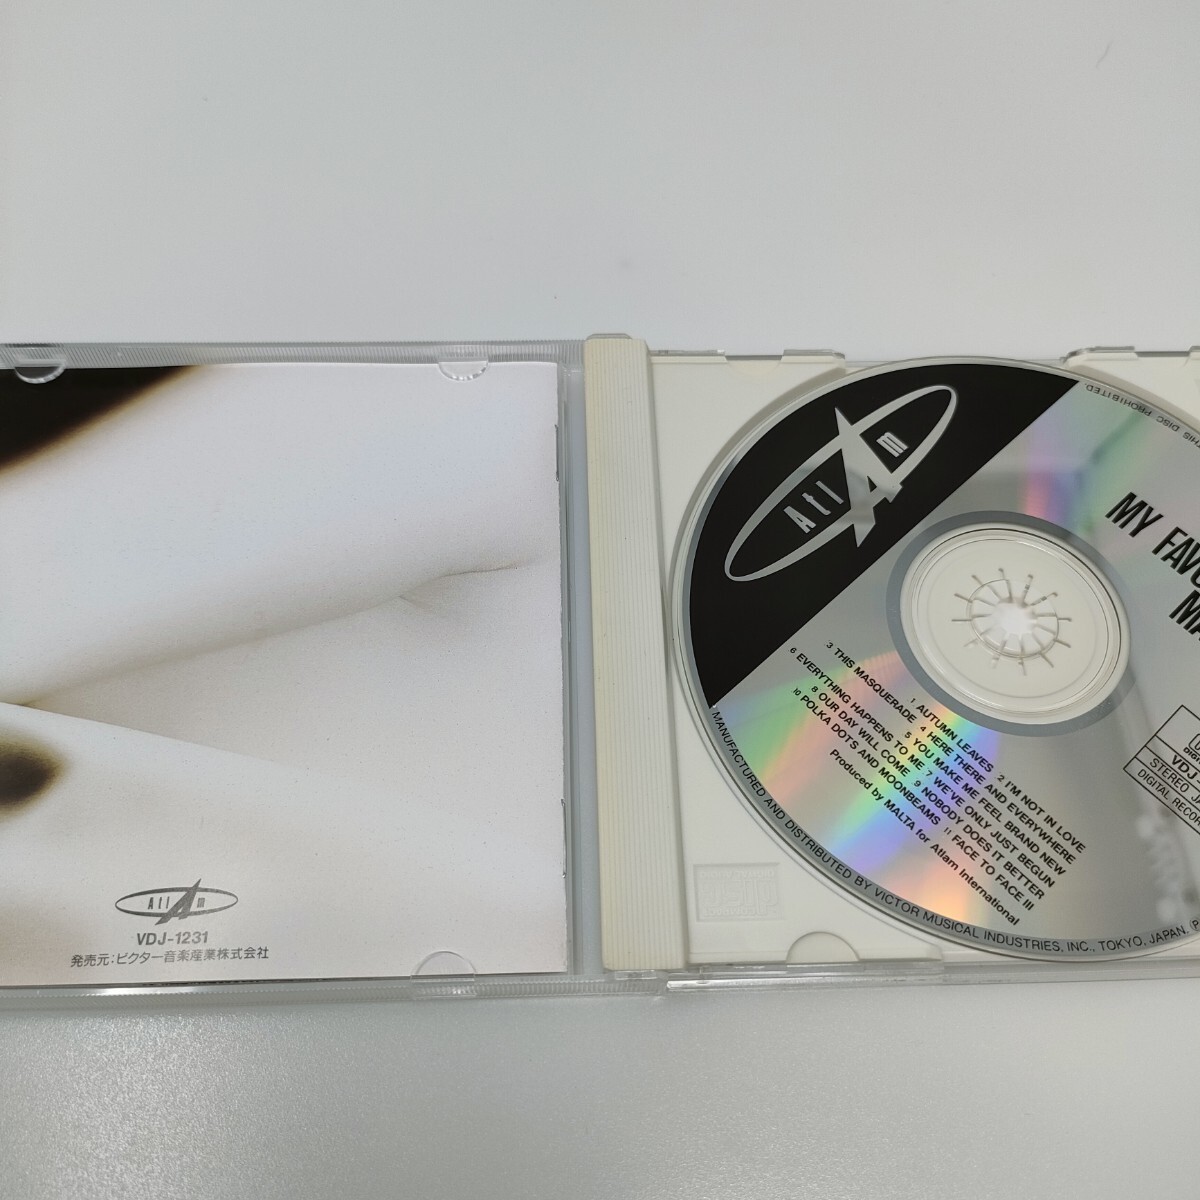 Atl Am
VDJ-1231
発売元:ビクター音楽産業株式会社
Atl Am
THIS DISC PROHIBITED.
MY
1 AUTUMN LEAVES 2 I'M NOT IN LOVE
3 THIS MASQUERADE 4 HERE THERE AND EVERYWHERE
5 YOU MAKE ME FEEL BRAND NEW
6 EVERYTHING HAPPENS TO ME 7 WE'VE ONLY JUST BEGUN
8 OUR DAY WILL COME 9 NOBODY DOES IT BETTER
10 POLKA DOTS AND MOONBEAMS 11 FACE TO FACE III
Produced by MALTA for Atlam International
STEREO
DIGITAL
MANUFACTURED AND DISTRIBUTED BY VICTOR MUSICAL INDUSTRIES, INC., TOKYO, JAPAN.